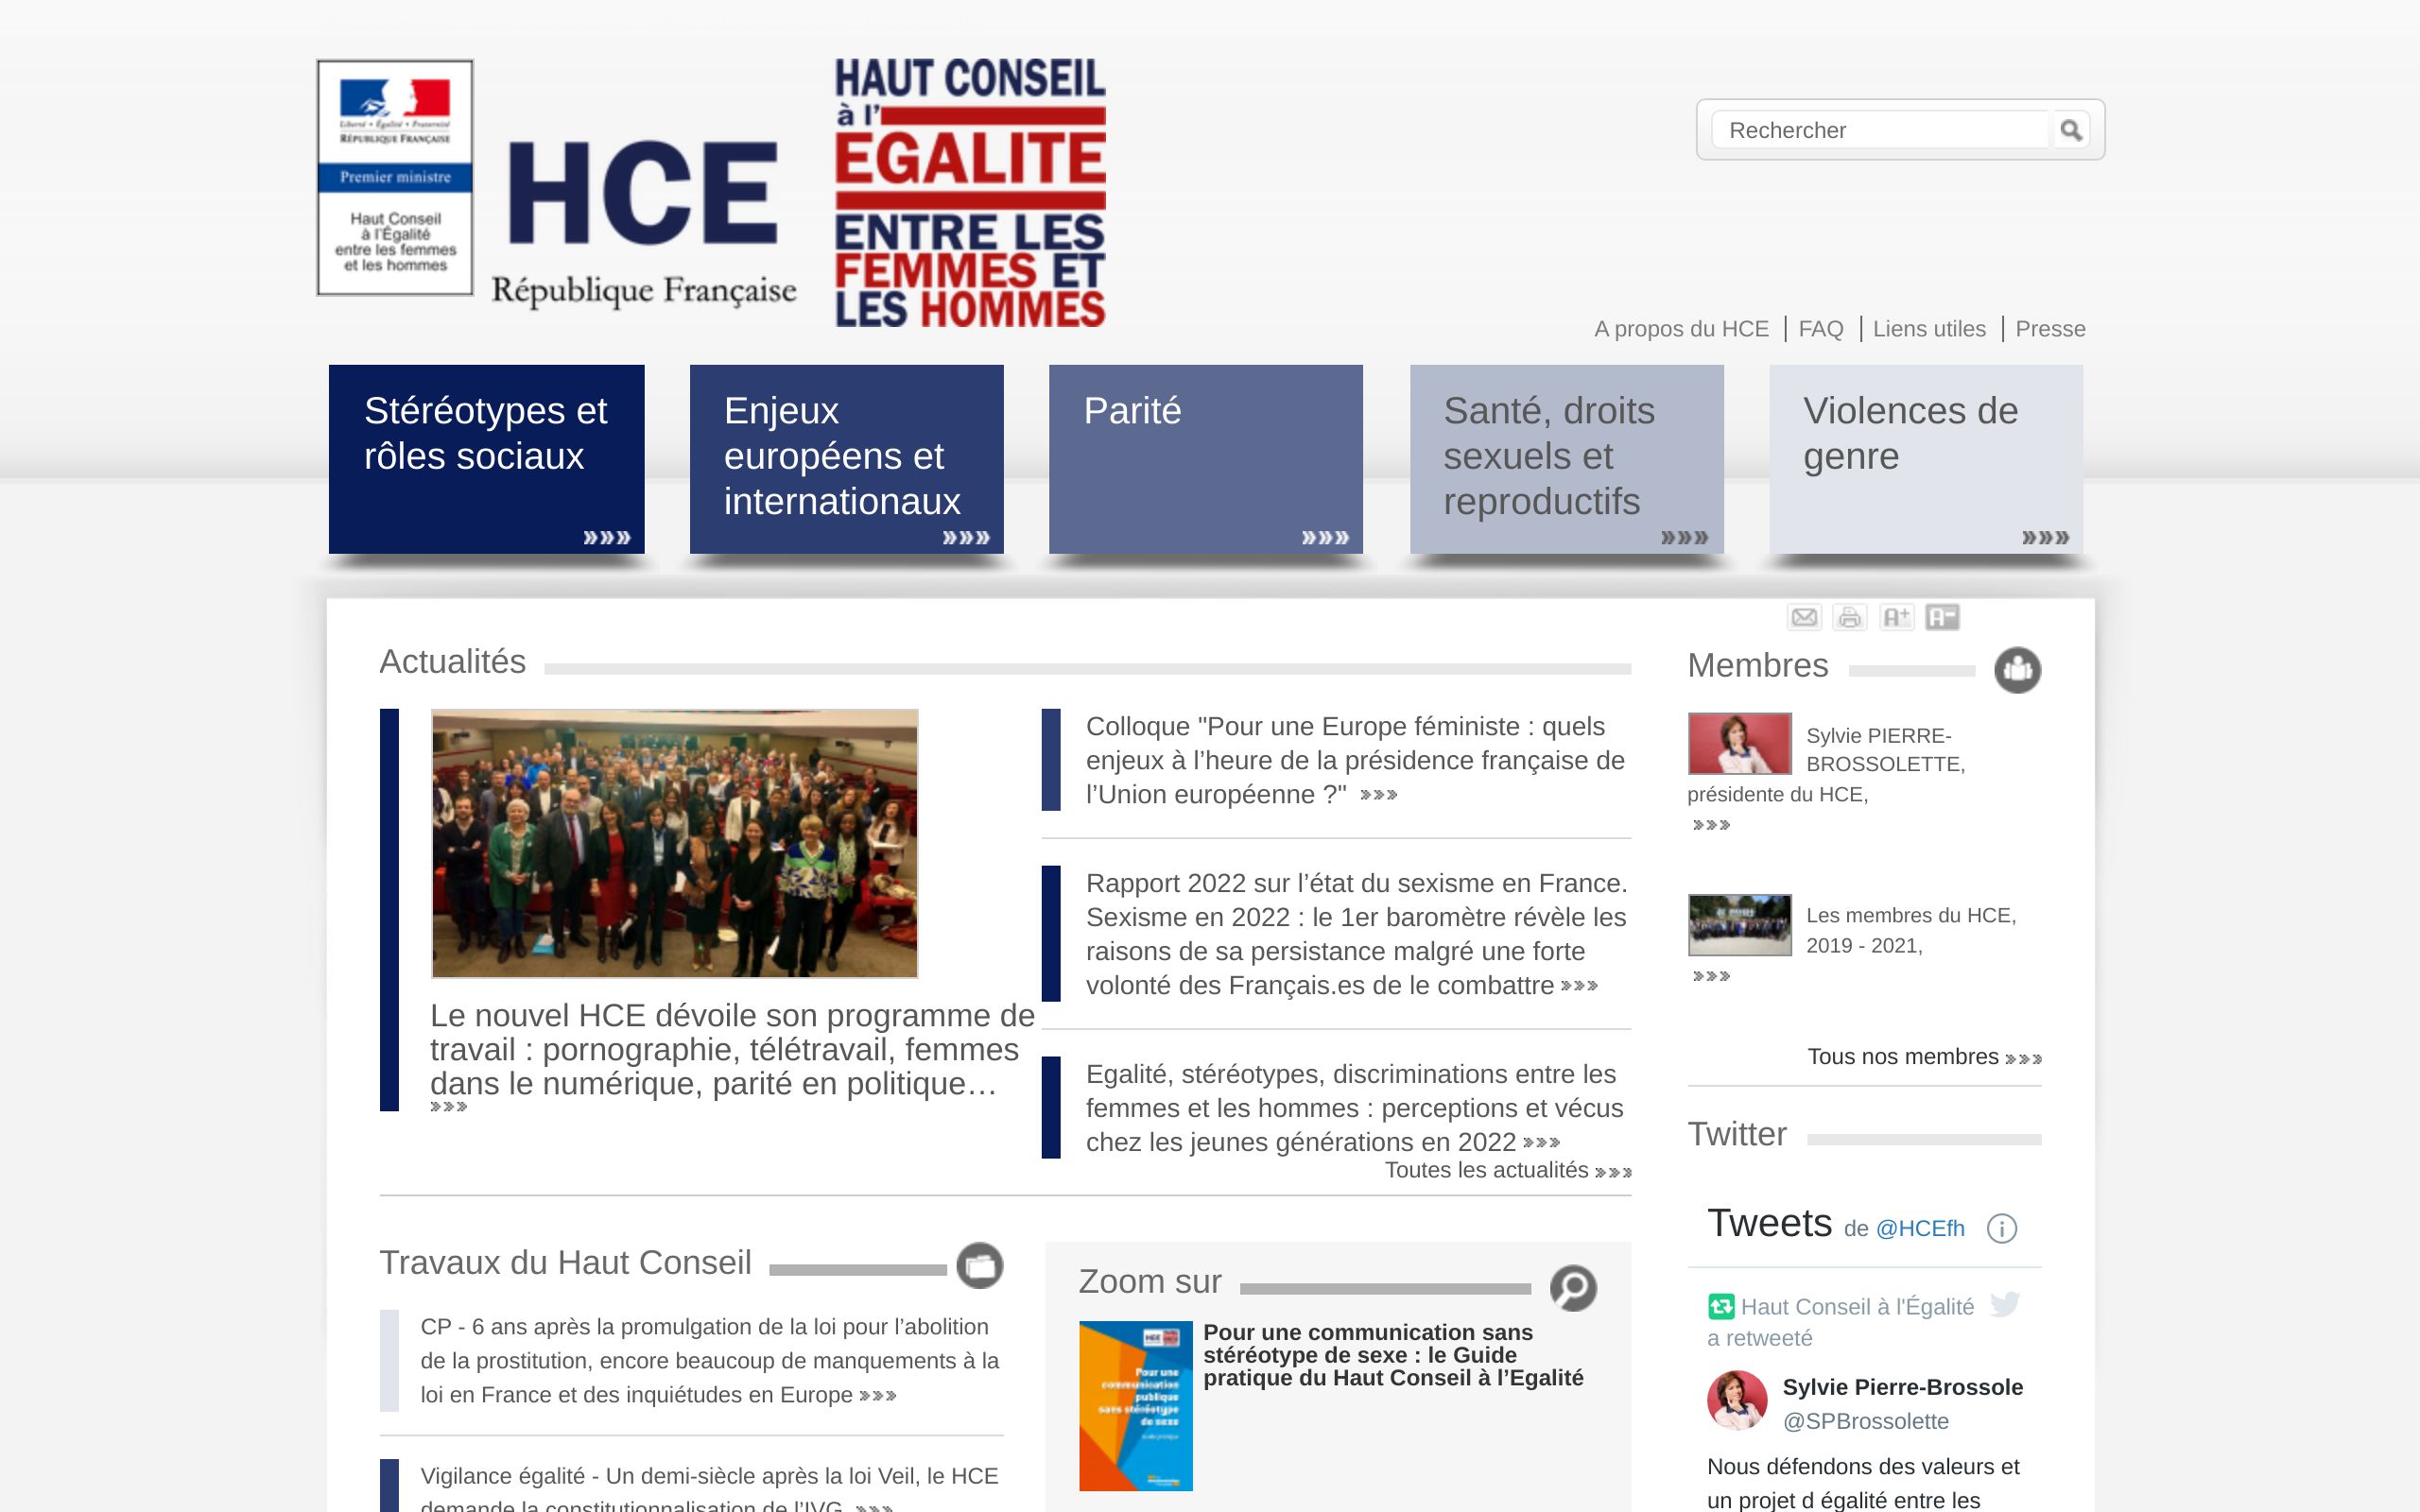 Liberté • Égalité • Fraternité
RÉPUBLIQUE FRANÇAISE
Premier ministre
Haut Conseil
à l'Égalité
entre les femmes
et les hommes
HCE
République Française
HAUT CONSEIL
à l'
EGALITE
ENTRE LES
FEMMES ET
LES HOMMES
Rechercher
A propos du HCE
FAQ
Liens utiles
Presse
Stéréotypes et
rôles sociaux
»»»
Enjeux
européens et
internationaux
»»»
Parité
»»»
Santé, droits
sexuels et
reproductifs
»»»
Violences de
genre
»»»
A+
A-
Actualités
Le nouvel HCE dévoile son programme de
travail : pornographie, télétravail, femmes
dans le numérique, parité en politique…
»»»
Colloque "Pour une Europe féministe : quels
enjeux à l’heure de la présidence française de
l’Union européenne ?" »»»
Rapport 2022 sur l’état du sexisme en France.
Sexisme en 2022 : le 1er baromètre révèle les
raisons de sa persistance malgré une forte
volonté des Français.es de le combattre »»»
Egalité, stéréotypes, discriminations entre les
femmes et les hommes : perceptions et vécus
chez les jeunes générations en 2022 »»»
Toutes les actualités »»»
Membres
Sylvie PIERRE-
BROSSOLETTE,
présidente du HCE,
»»»
Les membres du HCE,
2019 - 2021,
»»»
Tous nos membres »»»
Twitter
Tweets de @HCEfh
Haut Conseil à l'Égalité
a retweeté
Sylvie Pierre-Brossole
@SPBrossolette
Nous défendons des valeurs et
un projet d égalité entre les
Travaux du Haut Conseil
CP - 6 ans après la promulgation de la loi pour l’abolition
de la prostitution, encore beaucoup de manquements à la
loi en France et des inquiétudes en Europe »»»
Vigilance égalité - Un demi-siècle après la loi Veil, le HCE
demande la constitutionnalisation de l’IVG. »»»
Zoom sur
HCE
Pour une
communication
publique
sans stéréotype
de sexe
Pour une communication sans
stéréotype de sexe : le Guide
pratique du Haut Conseil à l’Egalité